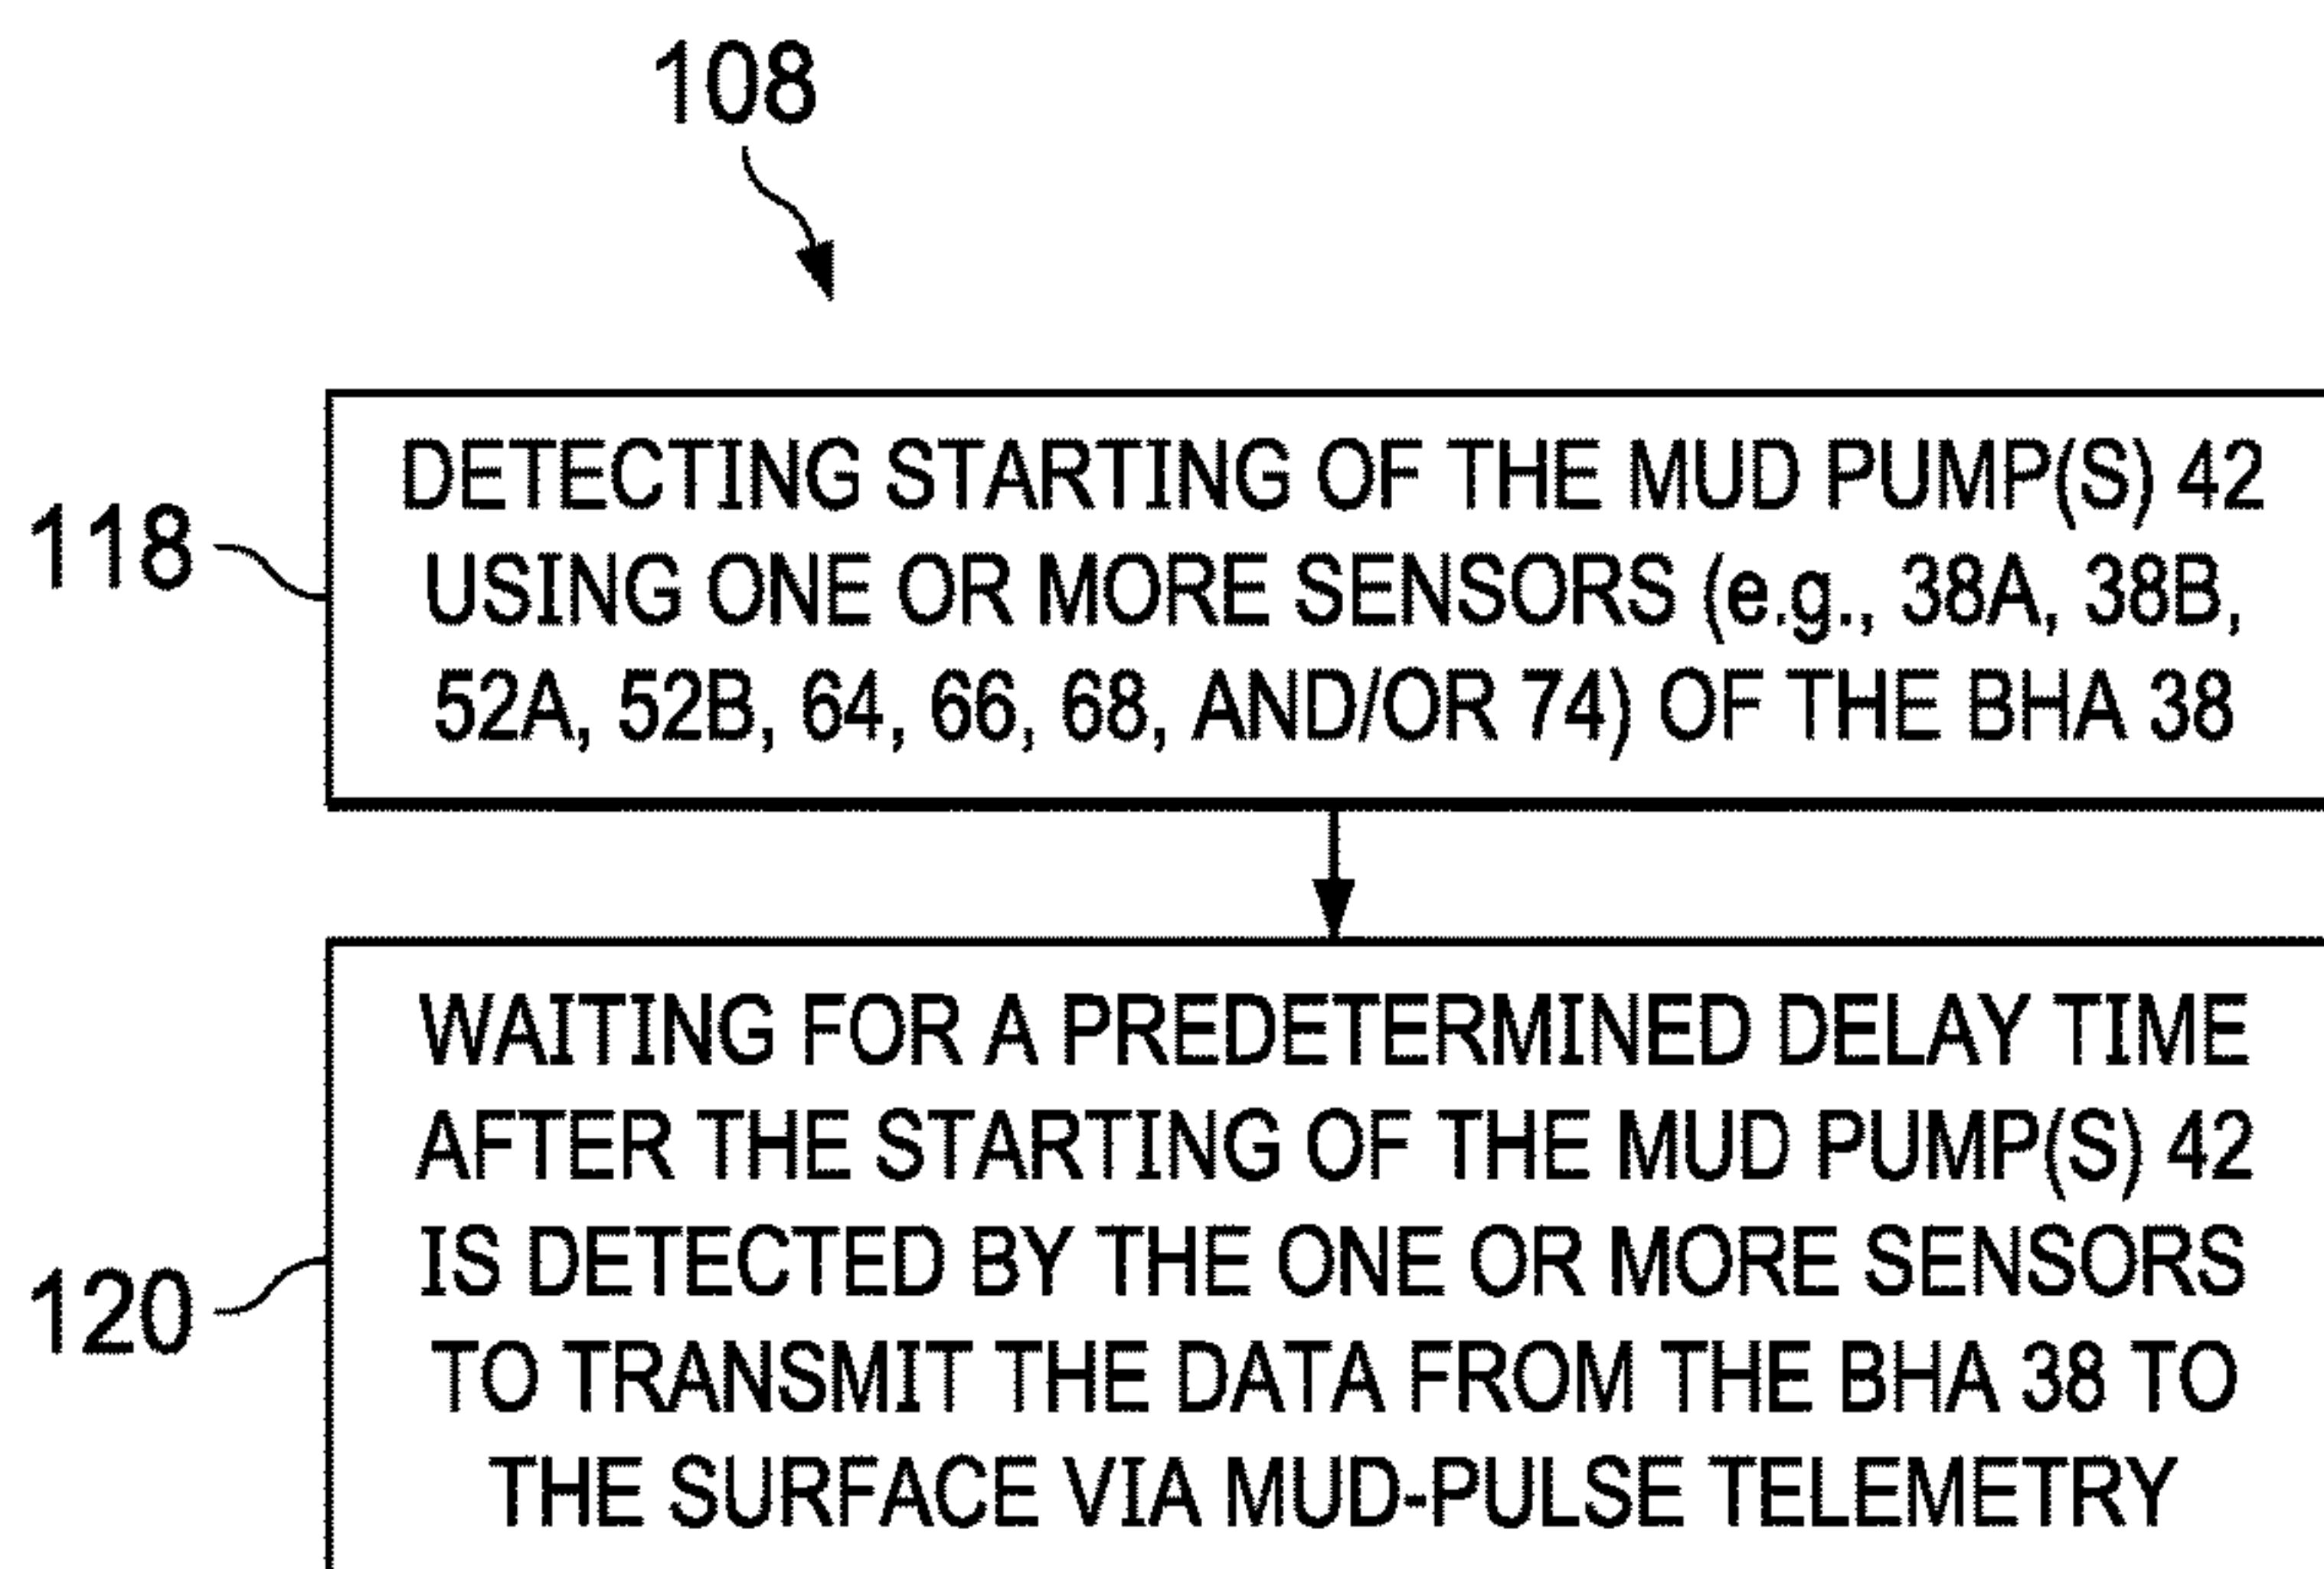 108
118
DETECTING STARTING OF THE MUD PUMP(S) 42
USING ONE OR MORE SENSORS (e.g., 38A, 38B,
52A, 52B, 64, 66, 68, AND/OR 74) OF THE BHA 38
120
WAITING FOR A PREDETERMINED DELAY TIME
AFTER THE STARTING OF THE MUD PUMP(S) 42
IS DETECTED BY THE ONE OR MORE SENSORS
TO TRANSMIT THE DATA FROM THE BHA 38 TO
THE SURFACE VIA MUD-PULSE TELEMETRY